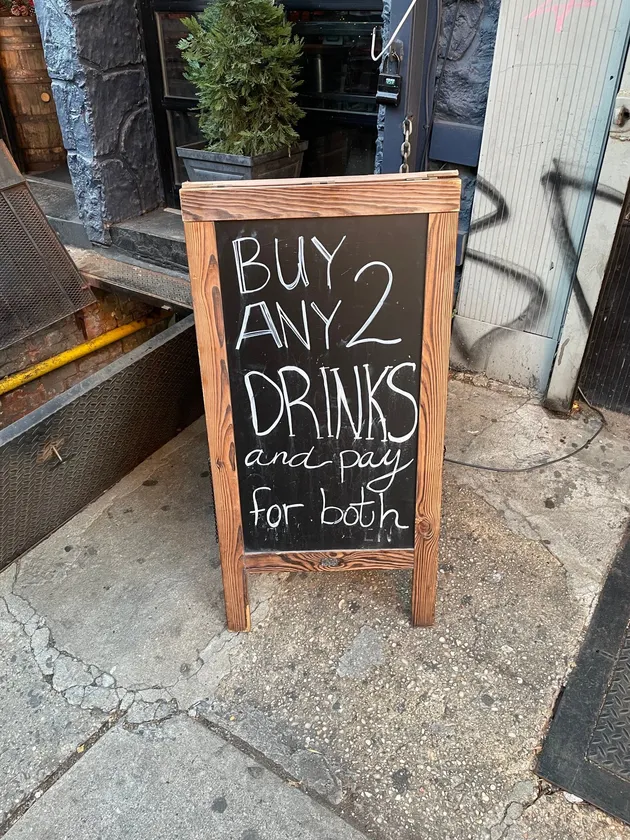 BUY
ANY 2
DRINKS
and pay
for both